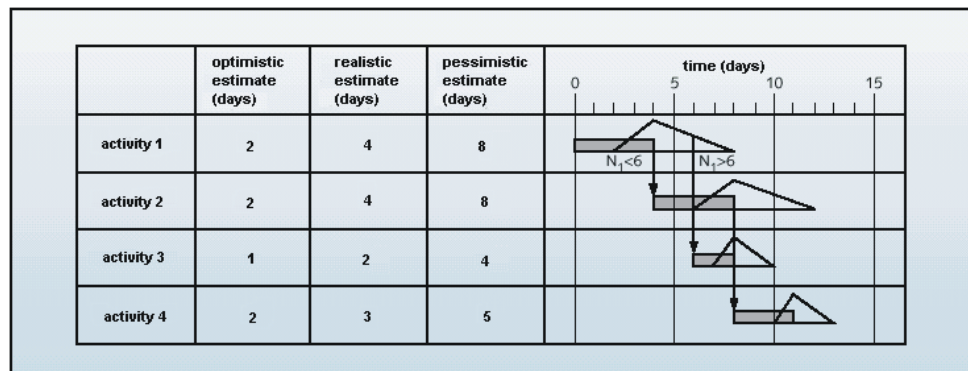 optimistic estimate (days)
realistic estimate (days)
pessimistic estimate (days)
time (days)
0 5 10 15
activity 1 2 4 8
N1<6 N1>6
activity 2 2 4 8
activity 3 1 2 4
activity 4 2 3 5